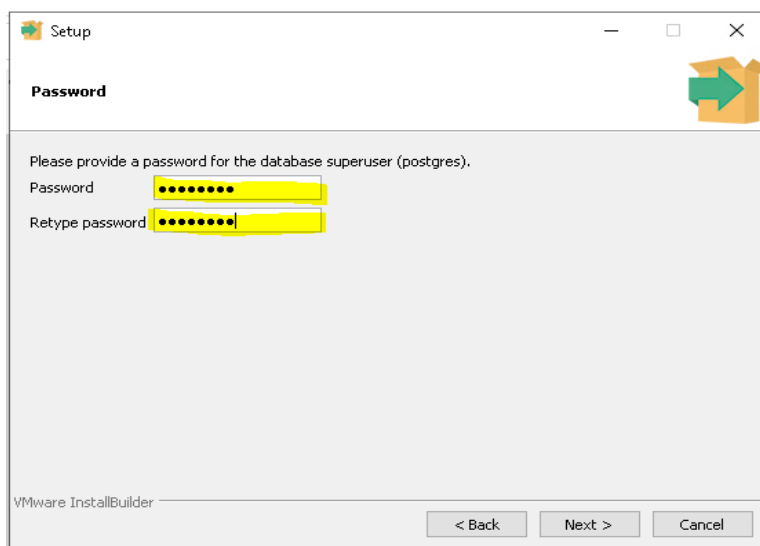 Setup
Password
Please provide a password for the database superuser (postgres).
Password ••••••••
Retype password ••••••••
VMware InstallBuilder
< Back Next > Cancel